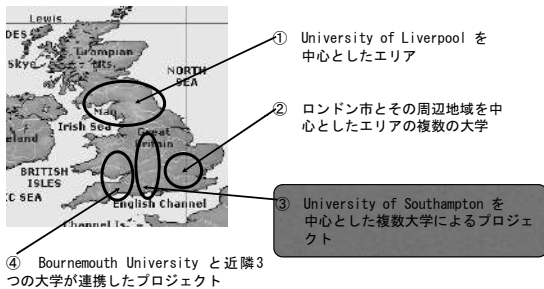 Lewis
DES
Skye
Grampian
Mts.
NORTH
SEA
Man
Irish Sea
eland
Great
Britain
BRITISH
ISLES
IC SEA
English Channel
Channel Is.
① University of Liverpool を
中心としたエリア
② ロンドン市とその周辺地域を中
心としたエリアの複数の大学
③ University of Southampton を
中心とした複数大学によるプロジェ
クト
④ Bournemouth University と近隣3
つの大学が連携したプロジェクト